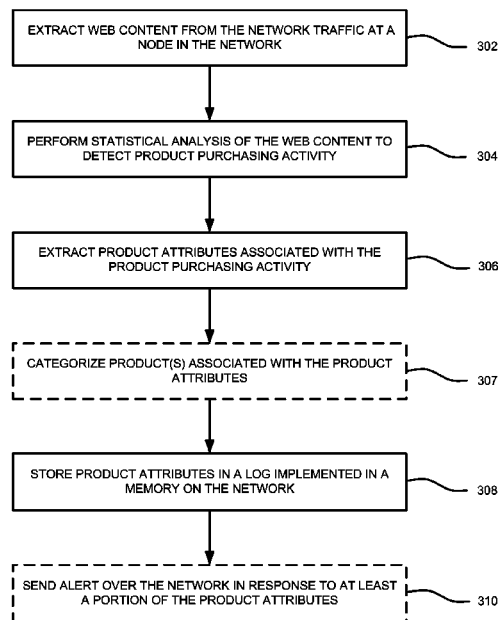 EXTRACT WEB CONTENT FROM THE NETWORK TRAFFIC AT A
NODE IN THE NETWORK
302
PERFORM STATISTICAL ANALYSIS OF THE WEB CONTENT TO
DETECT PRODUCT PURCHASING ACTIVITY
304
EXTRACT PRODUCT ATTRIBUTES ASSOCIATED WITH THE
PRODUCT PURCHASING ACTIVITY
306
CATEGORIZE PRODUCT(S) ASSOCIATED WITH THE PRODUCT
ATTRIBUTES
307
STORE PRODUCT ATTRIBUTES IN A LOG IMPLEMENTED IN A
MEMORY ON THE NETWORK
308
SEND ALERT OVER THE NETWORK IN RESPONSE TO AT LEAST
A PORTION OF THE PRODUCT ATTRIBUTES
310